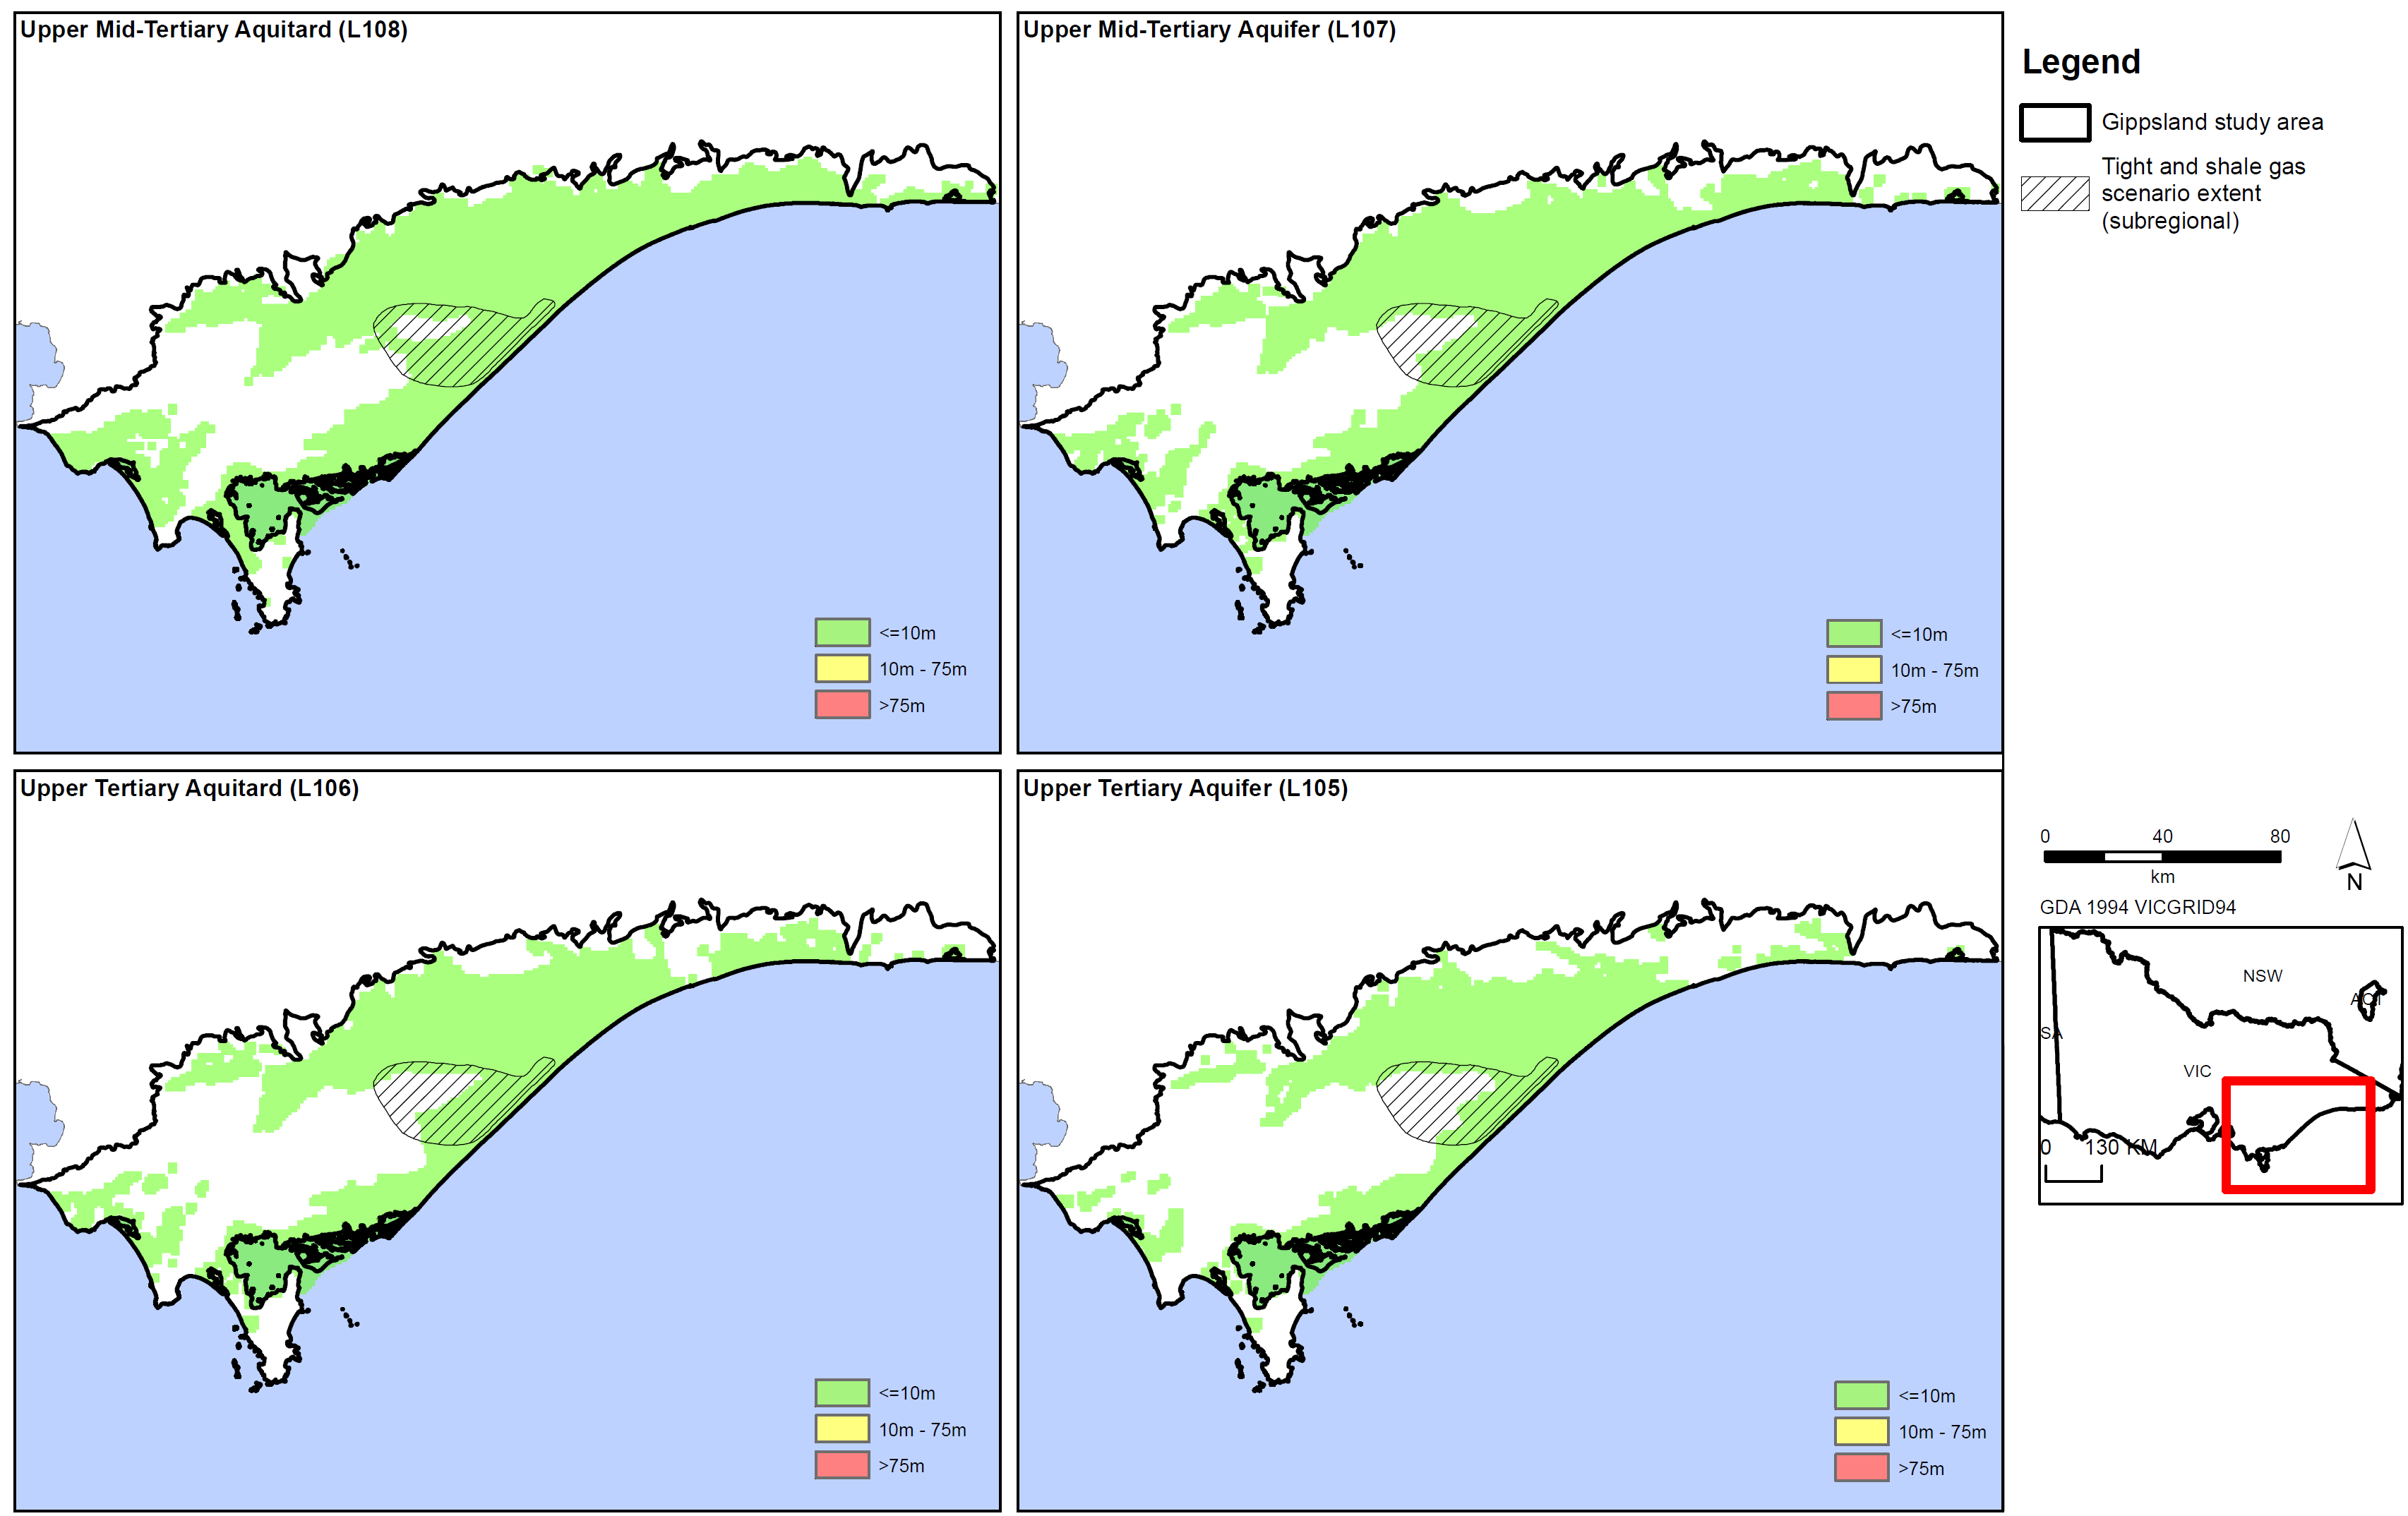 Upper Mid-Tertiary Aquitard (L108)
<=10m
10m - 75m
>75m
Upper Mid-Tertiary Aquifer (L107)
<=10m
10m - 75m
>75m
Legend
Gippsland study area
Tight and shale gas
scenario extent
(subregional)
Upper Tertiary Aquitard (L106)
<=10m
10m - 75m
>75m
Upper Tertiary Aquifer (L105)
<=10m
10m - 75m
>75m
0 40 80
km
N
GDA 1994 VICGRID94
NSW
ACT
SA
VIC
0 130 KM